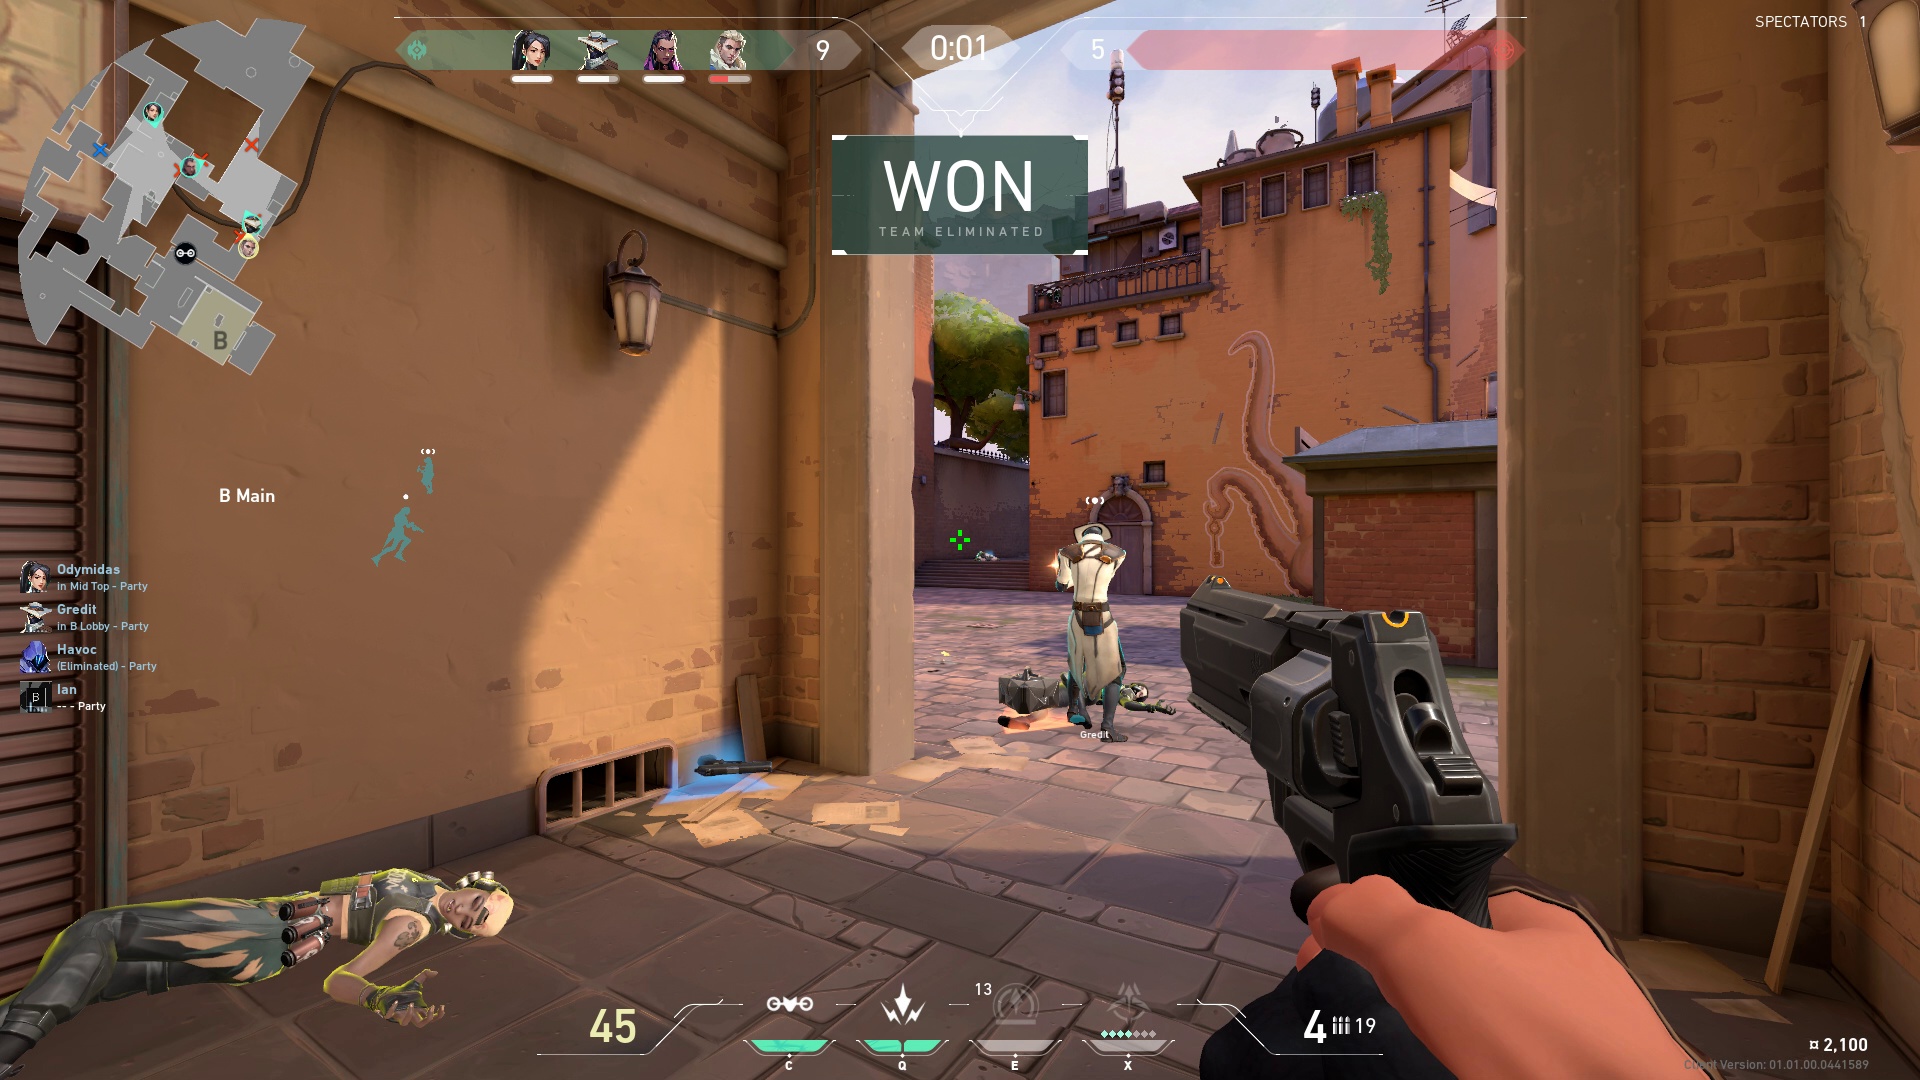 SPECTATORS 1
9
0:01
5
WON
TEAM ELIMINATED
B
B Main
Odymidas
in Mid Top - Party
Gredit
in B Lobby - Party
Havoc
(Eliminated) - Party
Ian
-- - Party
B
Gredit
13
45
4 19
C
Q
E
X
¤ 2,100
Client Version: 01.01.00.0441589